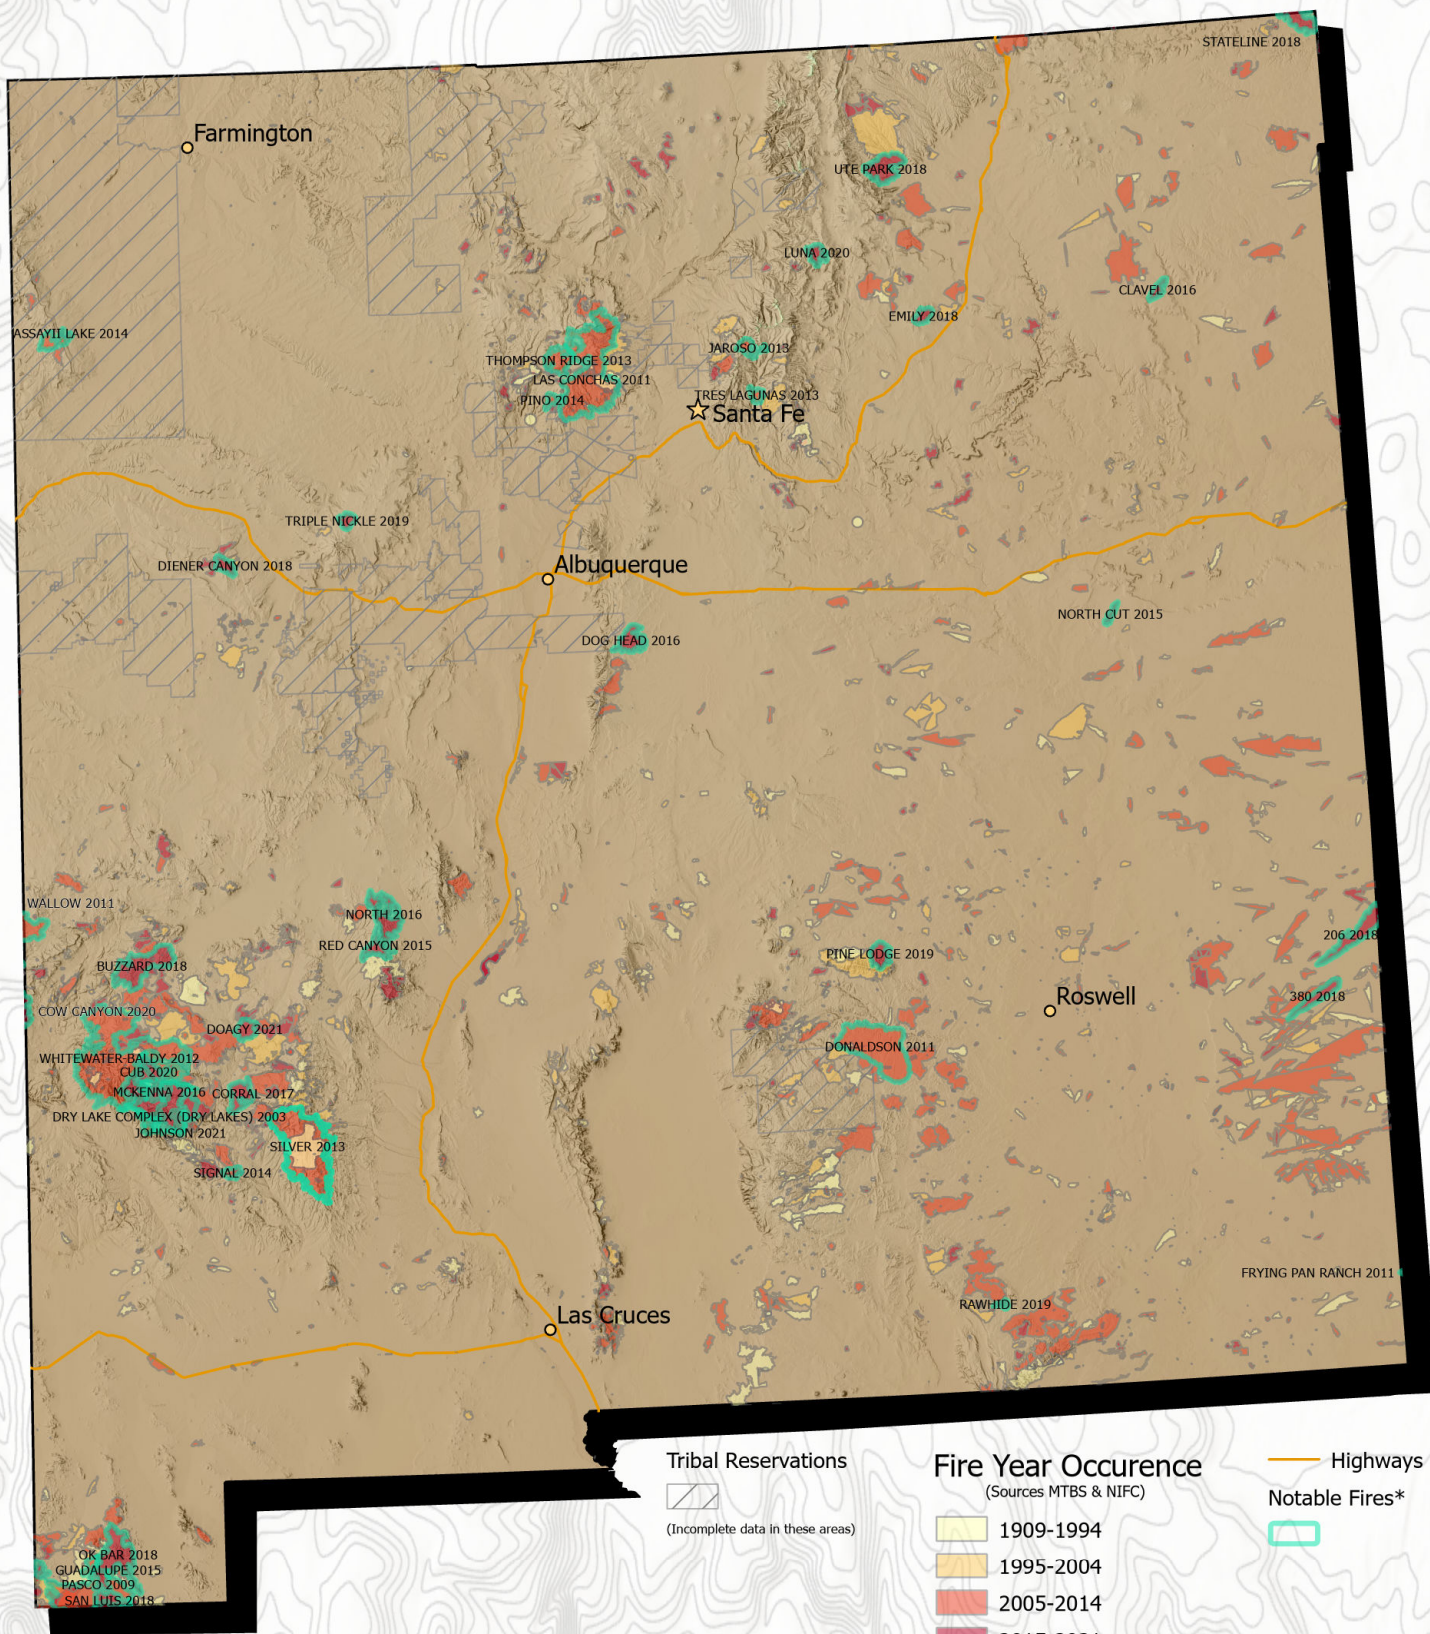 STATELINE 2018
Farmington
UTE PARK 2018
LUNA 2020
CLAVEL 2016
EMILY 2018
ASSAYII LAKE 2014
JAROSO 2013
THOMPSON RIDGE 2013
LAS CONCHAS 2011
PINO 2014
TRES LAGUNAS 2013
Santa Fe
TRIPLE NICKLE 2019
DIENER CANYON 2018
Albuquerque
NORTH CUT 2015
DOG HEAD 2016
WALLOW 2011
NORTH 2016
RED CANYON 2015
206 2018
PINE LODGE 2019
BUZZARD 2018
380 2018
Roswell
COW CANYON 2020
DOAGY 2021
DONALDSON 2011
WHITEWATER-BALDY 2012
CUB 2020
MCKENNA 2016
CORRAL 2017
DRY LAKE COMPLEX (DRY LAKES) 2003
JOHNSON 2021
SILVER 2013
SIGNAL 2014
FRYING PAN RANCH 2011
RAWHIDE 2019
Las Cruces
OK BAR 2018
GUADALUPE 2015
PASCO 2009
SAN LUIS 2018
Tribal Reservations
(Incomplete data in these areas)
Fire Year Occurence
(Sources MTBS & NIFC)
1909-1994
1995-2004
2005-2014
Highways
Notable Fires*